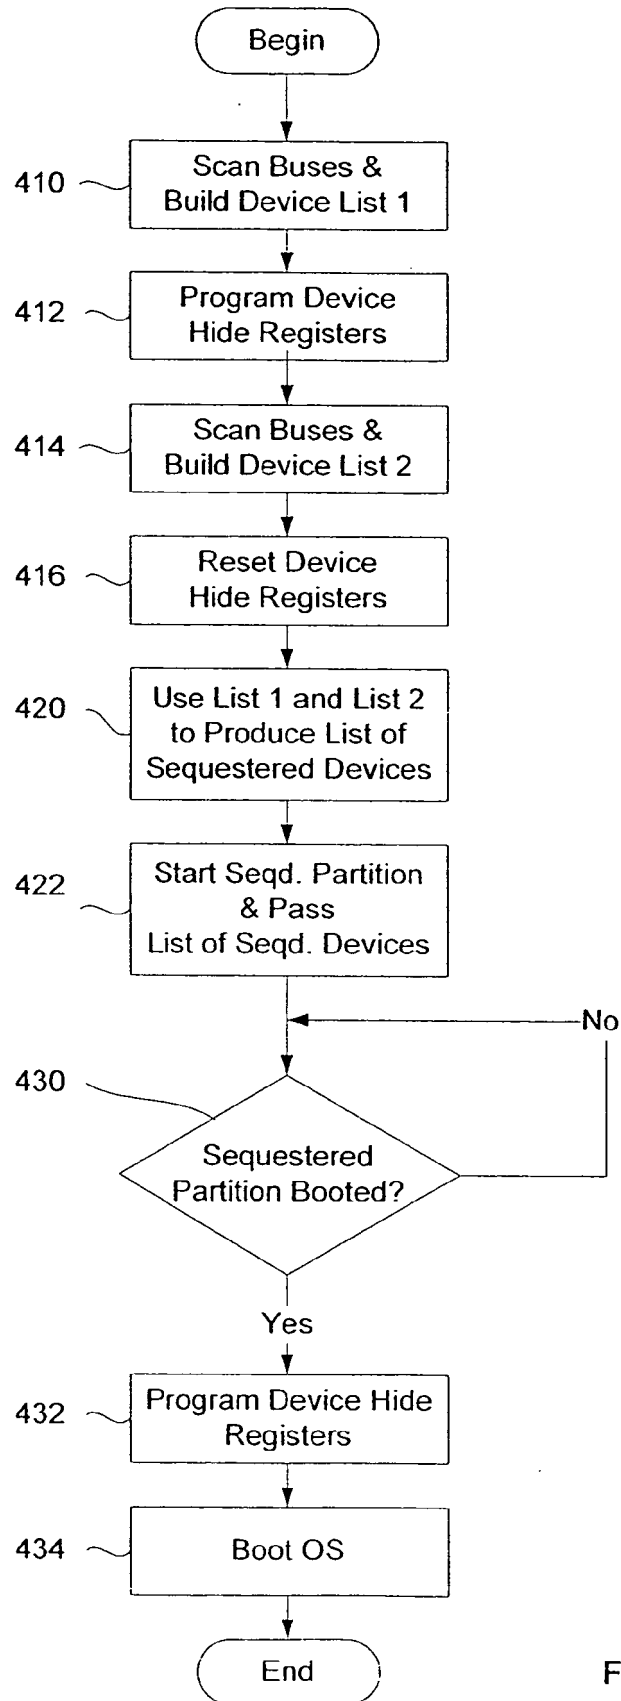 Begin
410
Scan Buses &
Build Device List 1
412
Program Device
Hide Registers
414
Scan Buses &
Build Device List 2
416
Reset Device
Hide Registers
420
Use List 1 and List 2
to Produce List of
Sequestered Devices
422
Start Seqd. Partition
& Pass
List of Seqd. Devices
No
430
Sequestered
Partition Booted?
Yes
432
Program Device Hide
Registers
434
Boot OS
End
F